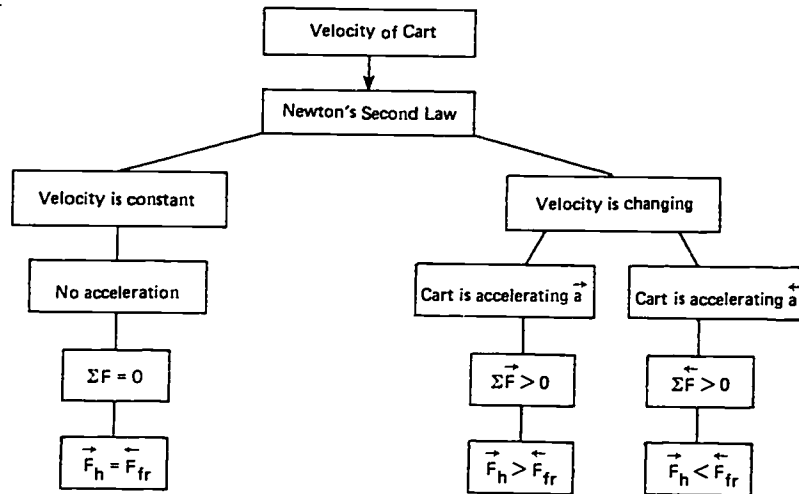 Velocity of Cart
Newton's Second Law
Velocity is constant
Velocity is changing
No acceleration
Cart is accelerating a⃗
Cart is accelerating a⃖
ΣF = 0
ΣF⃗ > 0
ΣF⃖ > 0
F⃗h = F⃖fr
F⃗h > F⃖fr
F⃗h < F⃖fr